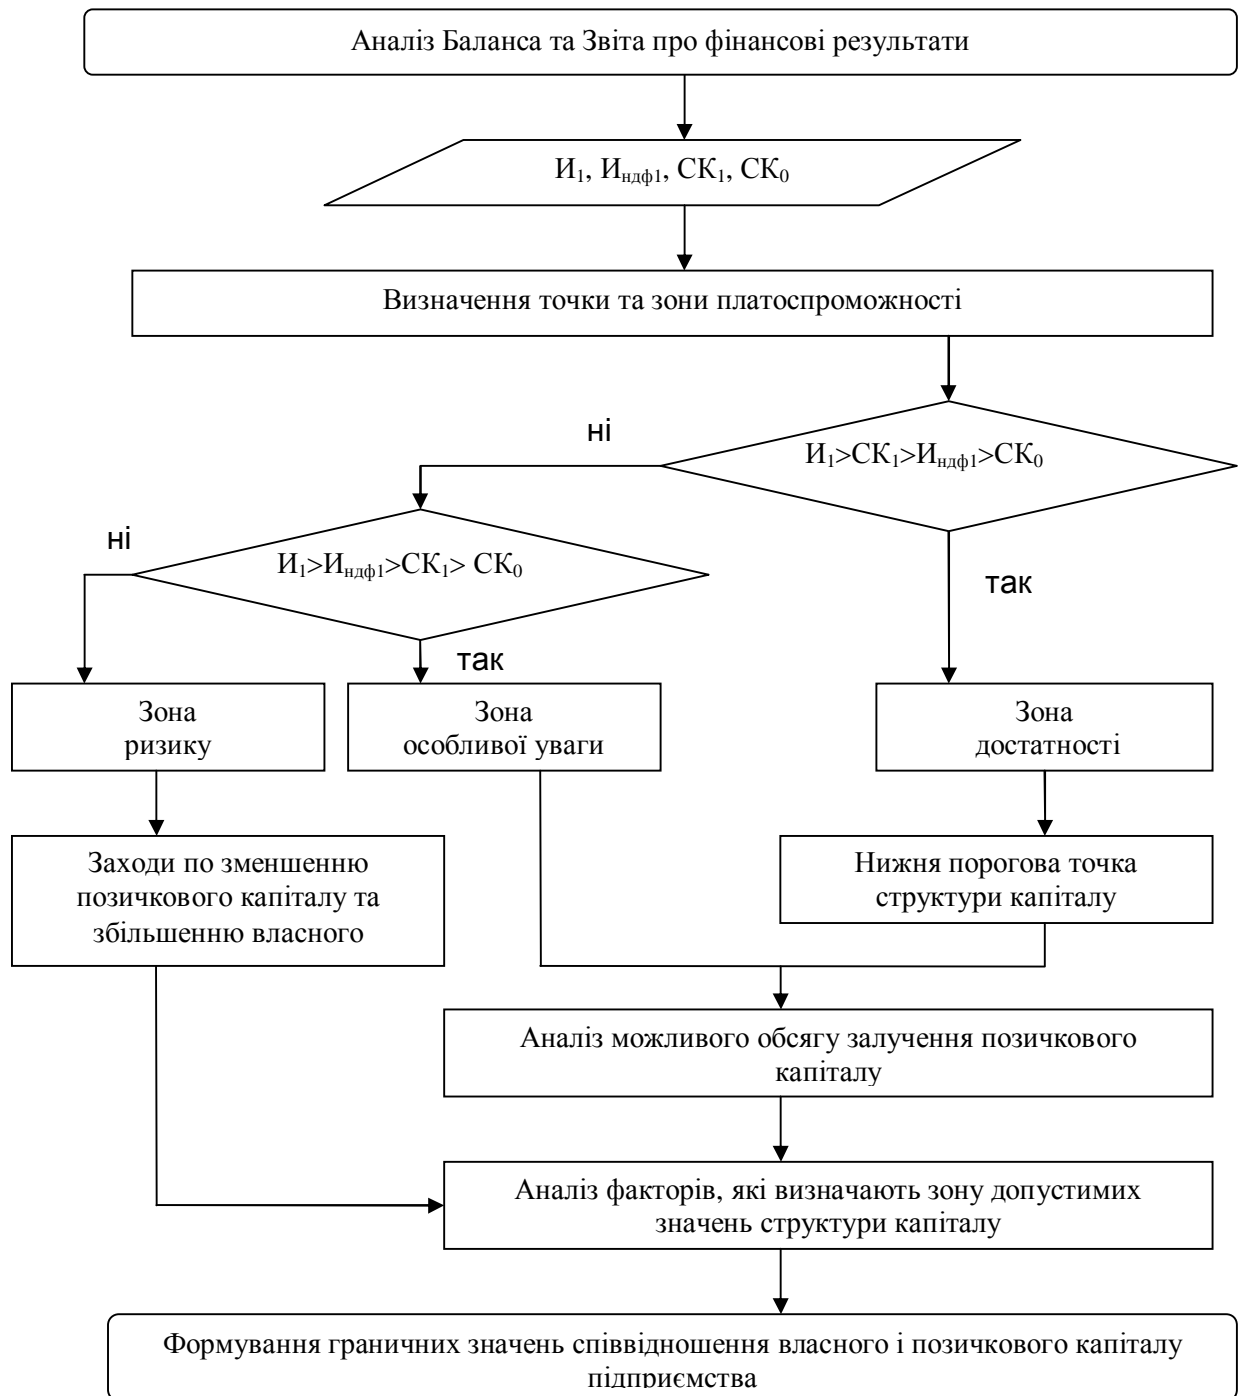 Аналіз Баланса та Звіта про фінансові результати
И₁, И_ндф1, СК₁, СК₀
Визначення точки та зони платоспроможності
ні
И₁>СК₁>И_ндф1>СК₀
ні
И₁>И_ндф1>СК₁> СК₀
так
так
Зона
ризику
Зона
особливої уваги
Зона
достатності
Заходи по зменшенню
позичкового капіталу та
збільшенню власного
Нижня порогова точка
структури капіталу
Аналіз можливого обсягу залучення позичкового
капіталу
Аналіз факторів, які визначають зону допустимих
значень структури капіталу
Формування граничних значень співвідношення власного і позичкового капіталу
підприємства